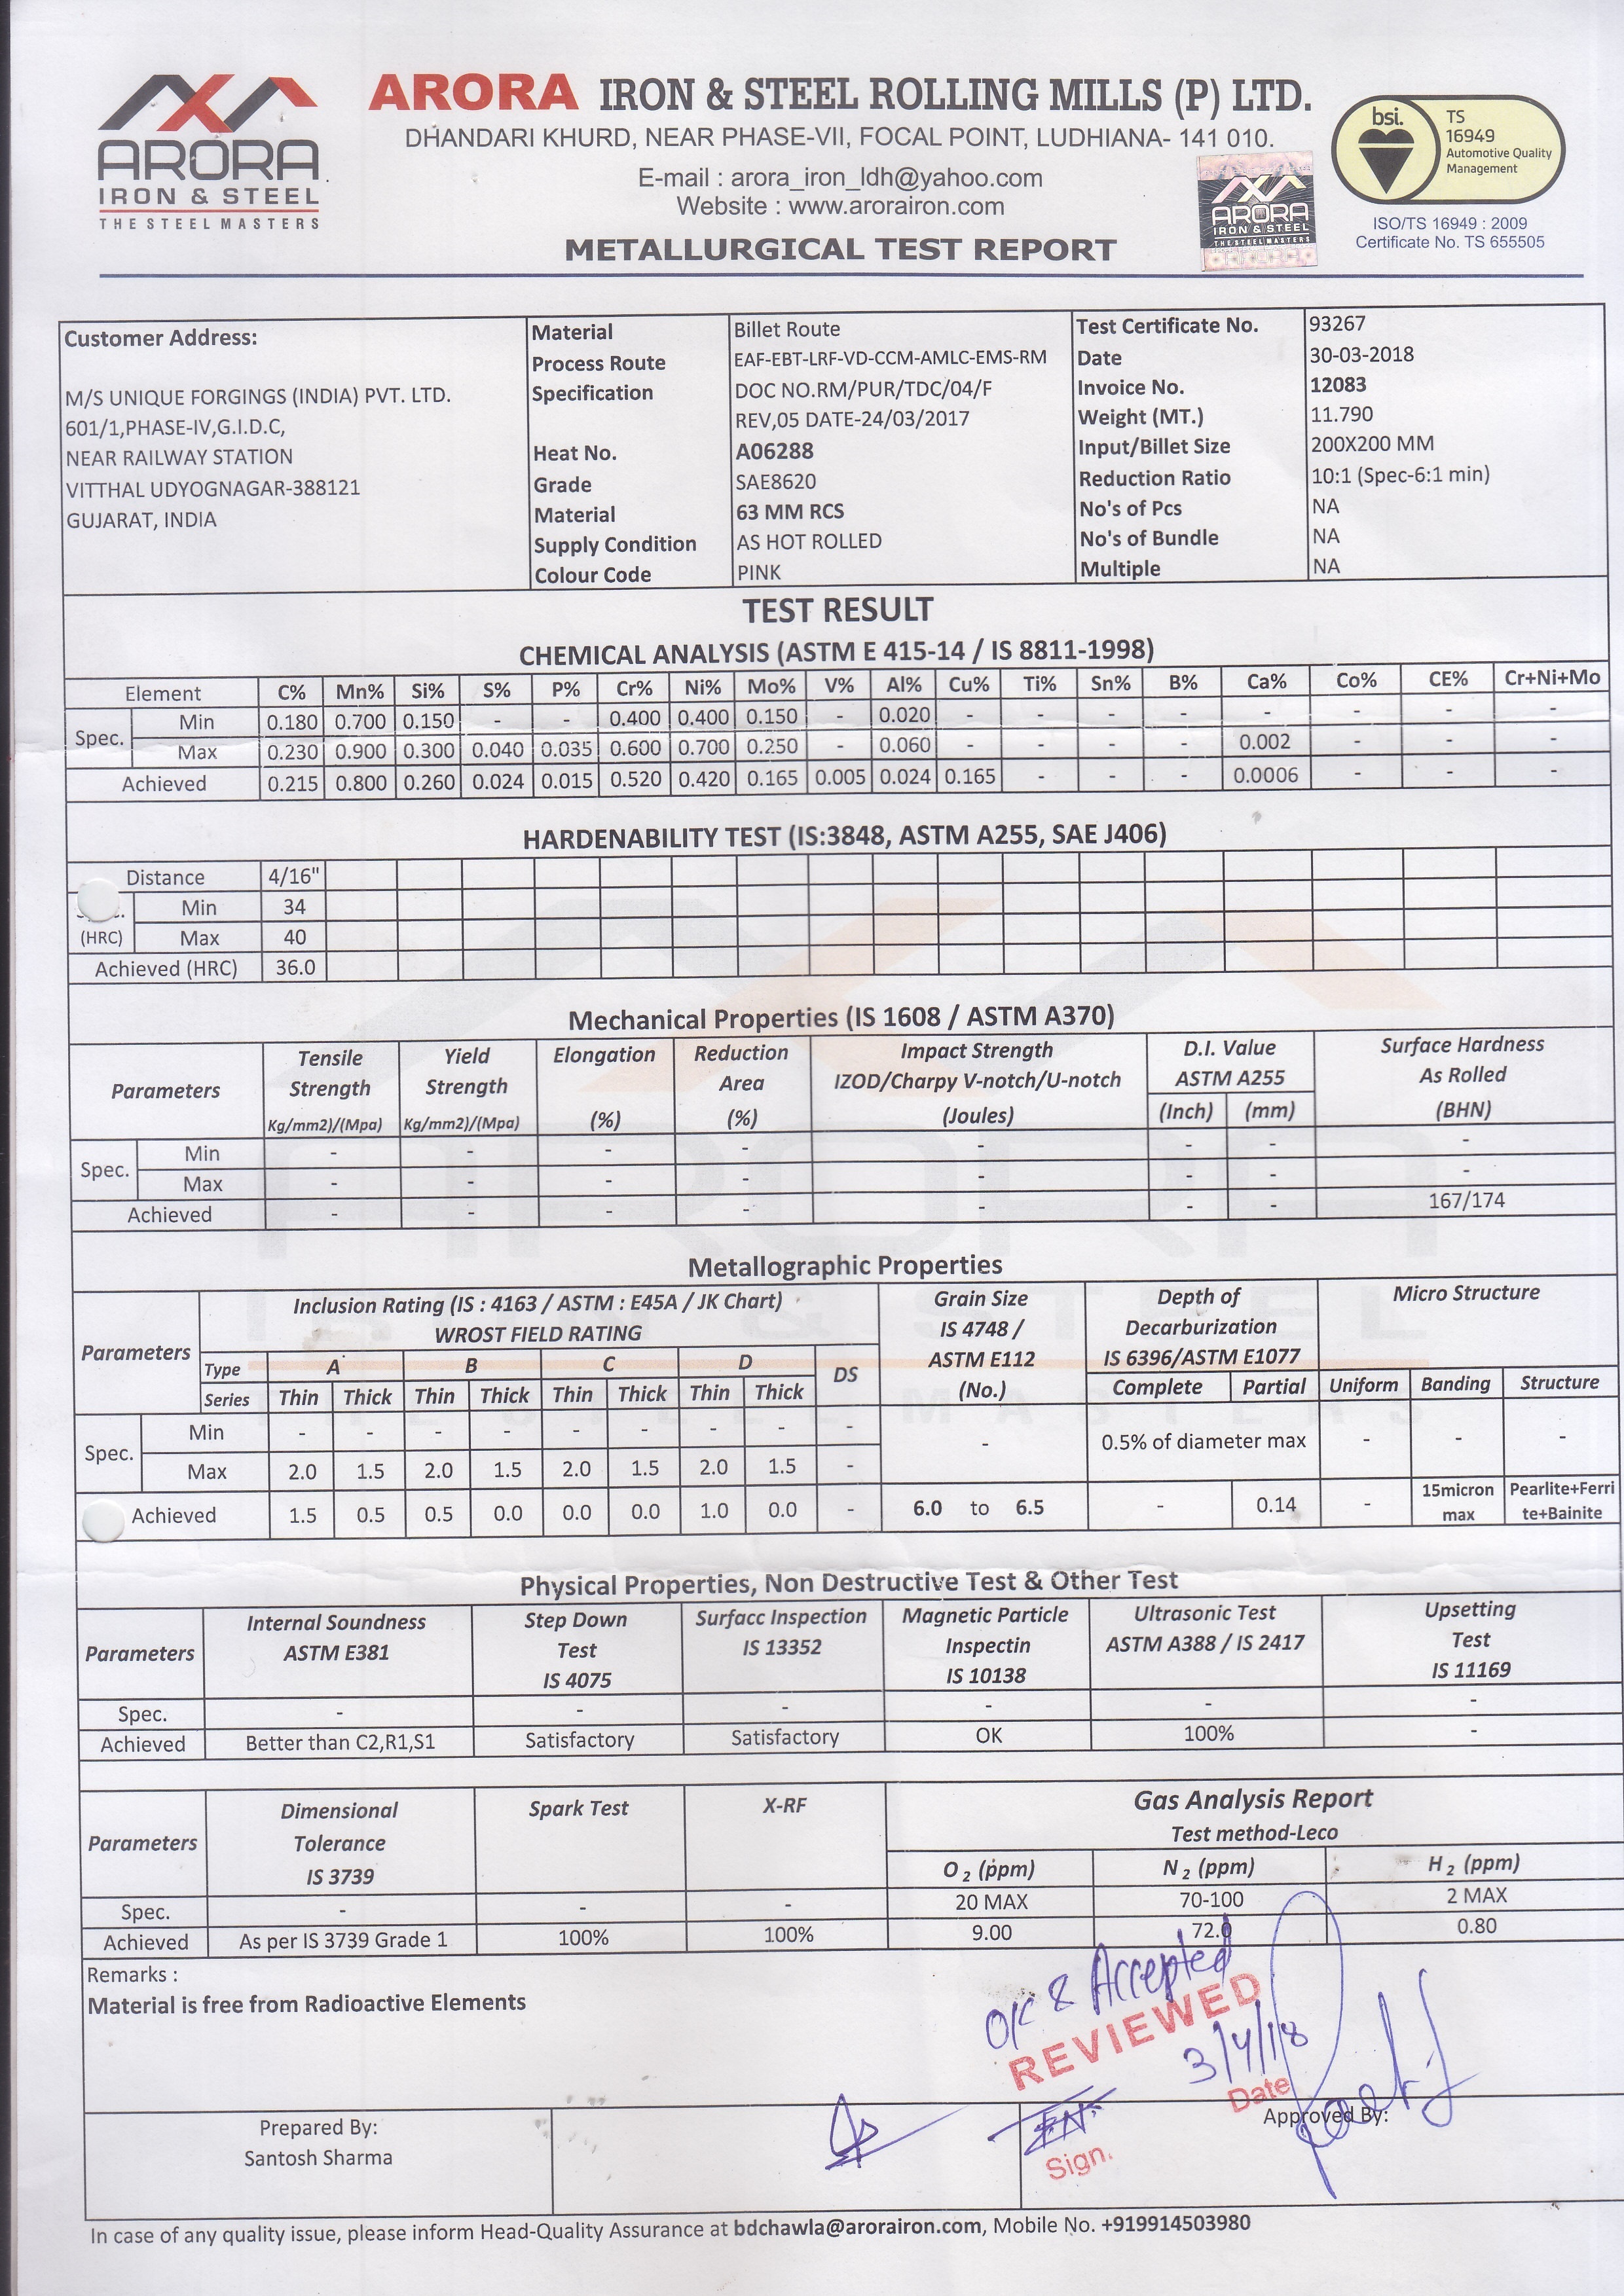 ARORA
IRON & STEEL
THE STEEL MASTERS
ARORA IRON & STEEL ROLLING MILLS (P) LTD.
DHANDARI KHURD, NEAR PHASE-VII, FOCAL POINT, LUDHIANA- 141 010.
E-mail : arora_iron_ldh@yahoo.com
Website : www.arorairon.com
METALLURGICAL TEST REPORT
ARORA
IRON & STEEL
THE STEEL MASTERS
bsi.
TS
16949
Automotive Quality
Management
ISO/TS 16949 : 2009
Certificate No. TS 655505
Customer Address:
M/S UNIQUE FORGINGS (INDIA) PVT. LTD.
601/1,PHASE-IV,G.I.D.C,
NEAR RAILWAY STATION
VITTHAL UDYOGNAGAR-388121
GUJARAT, INDIA
Material Billet Route
Process Route EAF-EBT-LRF-VD-CCM-AMLC-EMS-RM
Specification DOC NO.RM/PUR/TDC/04/F
REV,05 DATE-24/03/2017
Heat No. A06288
Grade SAE8620
Material 63 MM RCS
Supply Condition AS HOT ROLLED
Colour Code PINK
Test Certificate No. 93267
Date 30-03-2018
Invoice No. 12083
Weight (MT.) 11.790
Input/Billet Size 200X200 MM
Reduction Ratio 10:1 (Spec-6:1 min)
No's of Pcs NA
No's of Bundle NA
Multiple NA
TEST RESULT
CHEMICAL ANALYSIS (ASTM E 415-14 / IS 8811-1998)
Element C% Mn% Si% S% P% Cr% Ni% Mo% V% Al% Cu% Ti% Sn% B% Ca% Co% CE% Cr+Ni+Mo
Spec. Min 0.180 0.700 0.150 - - 0.400 0.400 0.150 - 0.020 - - - - - - - -
Max 0.230 0.900 0.300 0.040 0.035 0.600 0.700 0.250 - 0.060 - - - - 0.002 - - -
Achieved 0.215 0.800 0.260 0.024 0.015 0.520 0.420 0.165 0.005 0.024 0.165 - - - 0.0006 - - -
HARDENABILITY TEST (IS:3848, ASTM A255, SAE J406)
Distance 4/16"
Min 34
(HRC) Max 40
Achieved (HRC) 36.0
Mechanical Properties (IS 1608 / ASTM A370)
Parameters
Tensile
Strength
Kg/mm2)/(Mpa)
Yield
Strength
Kg/mm2)/(Mpa)
Elongation
(%)
Reduction
Area
(%)
Impact Strength
IZOD/Charpy V-notch/U-notch
(Joules)
D.I. Value
ASTM A255
(Inch) (mm)
Surface Hardness
As Rolled
(BHN)
Spec. Min - - - - - - - -
Max - - - - - - - -
Achieved - - - - - - - 167/174
Metallographic Properties
Parameters
Inclusion Rating (IS : 4163 / ASTM : E45A / JK Chart)
WROST FIELD RATING
Type A B C D DS
Series Thin Thick Thin Thick Thin Thick Thin Thick
Grain Size
IS 4748 /
ASTM E112
(No.)
Depth of
Decarburization
IS 6396/ASTM E1077
Complete Partial
Micro Structure
Uniform Banding Structure
Spec. Min - - - - - - - - - - 0.5% of diameter max - - -
Max 2.0 1.5 2.0 1.5 2.0 1.5 2.0 1.5 -
Achieved 1.5 0.5 0.5 0.0 0.0 0.0 1.0 0.0 - 6.0 to 6.5 - 0.14 - 15micron max Pearlite+Ferri te+Bainite
Physical Properties, Non Destructive Test & Other Test
Parameters
Internal Soundness
ASTM E381
Step Down
Test
IS 4075
Surfacc Inspection
IS 13352
Magnetic Particle
Inspectin
IS 10138
Ultrasonic Test
ASTM A388 / IS 2417
Upsetting
Test
IS 11169
Spec. - - - - - -
Achieved Better than C2,R1,S1 Satisfactory Satisfactory OK 100% -
Parameters
Dimensional
Tolerance
IS 3739
Spark Test
X-RF
Gas Analysis Report
Test method-Leco
O2 (ppm) N2 (ppm) H2 (ppm)
Spec. - - - 20 MAX 70-100 2 MAX
Achieved As per IS 3739 Grade 1 100% 100% 9.00 72.0 0.80
Remarks :
Material is free from Radioactive Elements
OK & Accepted
REVIEWED
3/4/18
Date
Sign.
Prepared By:
Santosh Sharma
Approved By:
In case of any quality issue, please inform Head-Quality Assurance at bdchawla@arorairon.com, Mobile No. +919914503980